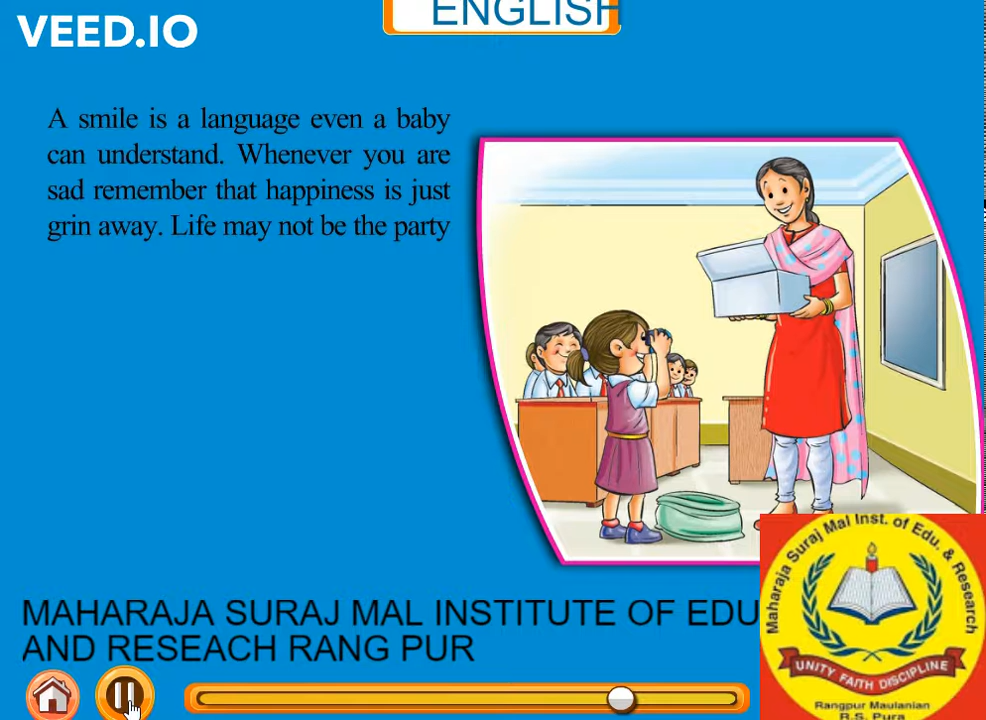 ENGLISH
VEED.IO
A smile is a language even a baby
can understand. Whenever you are
sad remember that happiness is just
grin away. Life may not be the party
MAHARAJA SURAJ MAL INSTITUTE OF EDU
AND RESEACH RANG PUR
Maharaja Suraj Mal Inst. of Edu. & Research
UNITY FAITH DISCIPLINE
Rangpur Maulanian
R.S. Pura